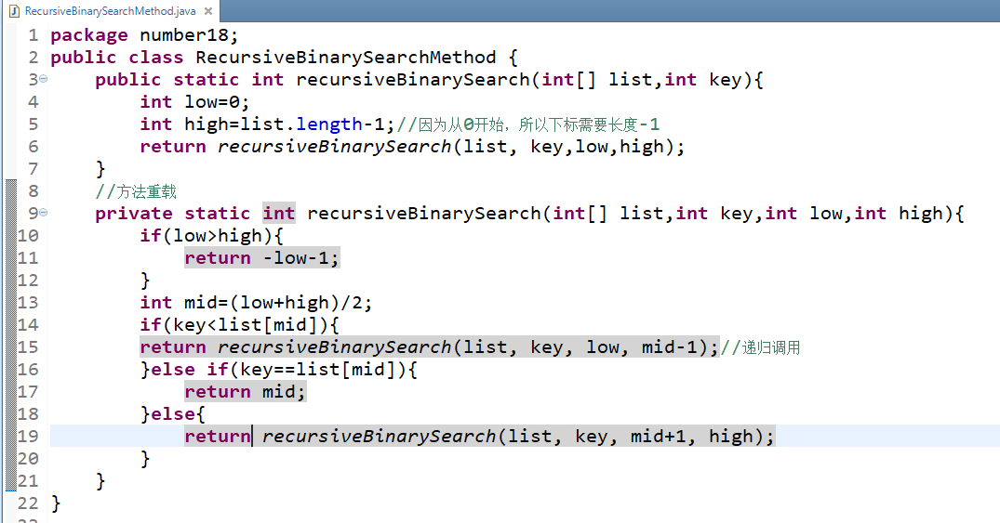 RecursiveBinarySearchMethod.java
1 package number18;
2 public class RecursiveBinarySearchMethod {
3 public static int recursiveBinarySearch(int[] list,int key){
4 int low=0;
5 int high=list.length-1;//因为从0开始，所以下标需要长度-1
6 return recursiveBinarySearch(list, key,low,high);
7 }
8 //方法重载
9 private static int recursiveBinarySearch(int[] list,int key,int low,int high){
10 if(low>high){
11 return -low-1;
12 }
13 int mid=(low+high)/2;
14 if(key<list[mid]){
15 return recursiveBinarySearch(list, key, low, mid-1);//递归调用
16 }else if(key==list[mid]){
17 return mid;
18 }else{
19 return recursiveBinarySearch(list, key, mid+1, high);
20 }
21 }
22 }